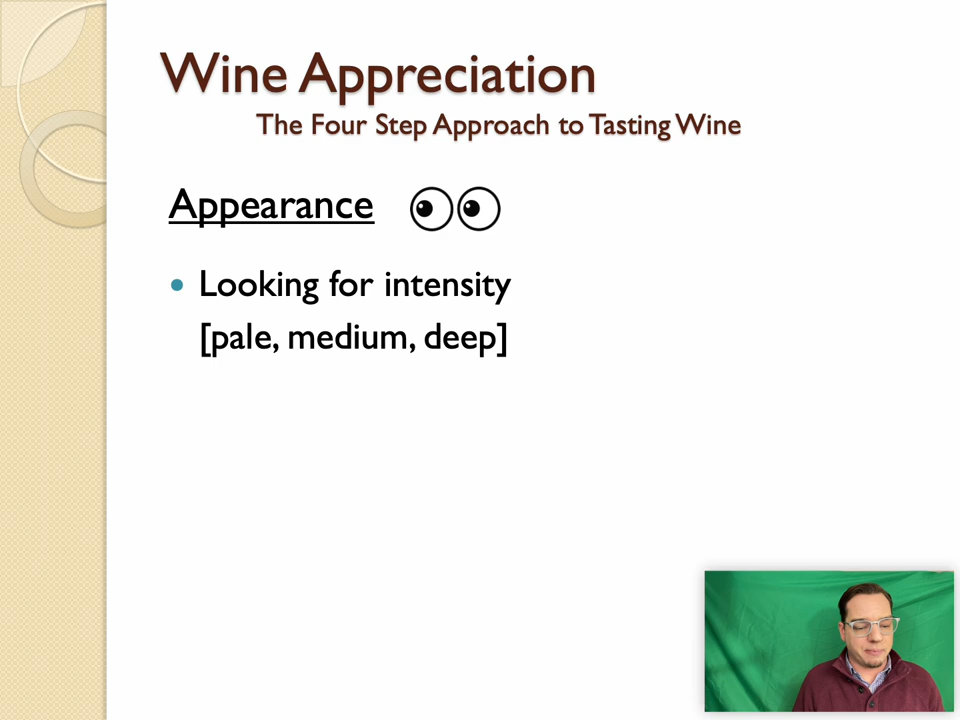 Wine Appreciation
The Four Step Approach to Tasting Wine
Appearance
Looking for intensity
[pale, medium, deep]